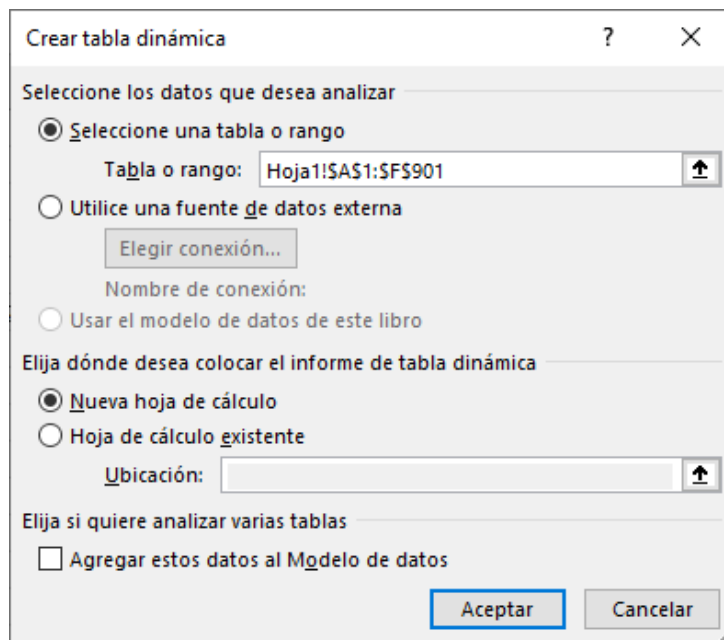 Crear tabla dinámica ?
Seleccione los datos que desea analizar
Seleccione una tabla o rango
Tabla o rango: Hoja1!$A$1:$F$901
Utilice una fuente de datos externa
Elegir conexión...
Nombre de conexión:
Usar el modelo de datos de este libro
Elija dónde desea colocar el informe de tabla dinámica
Nueva hoja de cálculo
Hoja de cálculo existente
Ubicación:
Elija si quiere analizar varias tablas
Agregar estos datos al Modelo de datos
Aceptar Cancelar